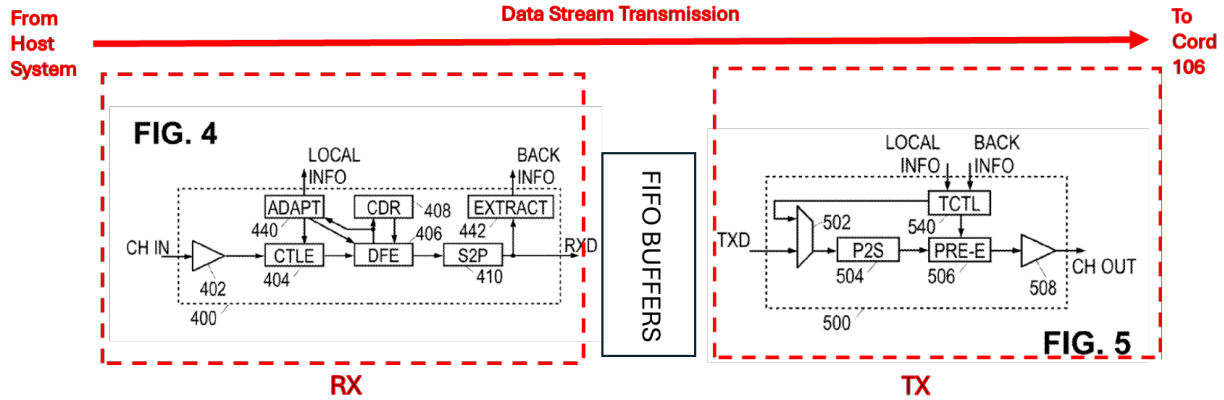 From
Host
System
Data Stream Transmission
To
Cord
106
FIG. 4
LOCAL
INFO
BACK
INFO
ADAPT
440
CDR
408
EXTRACT
442
406
CH IN
402
CTLE
404
DFE
S2P
410
RXD
400
RX
FIFO BUFFERS
LOCAL
INFO
BACK
INFO
502
TCTL
540
TXD
P2S
504
PRE-E
506
508
CH OUT
500
FIG. 5
TX